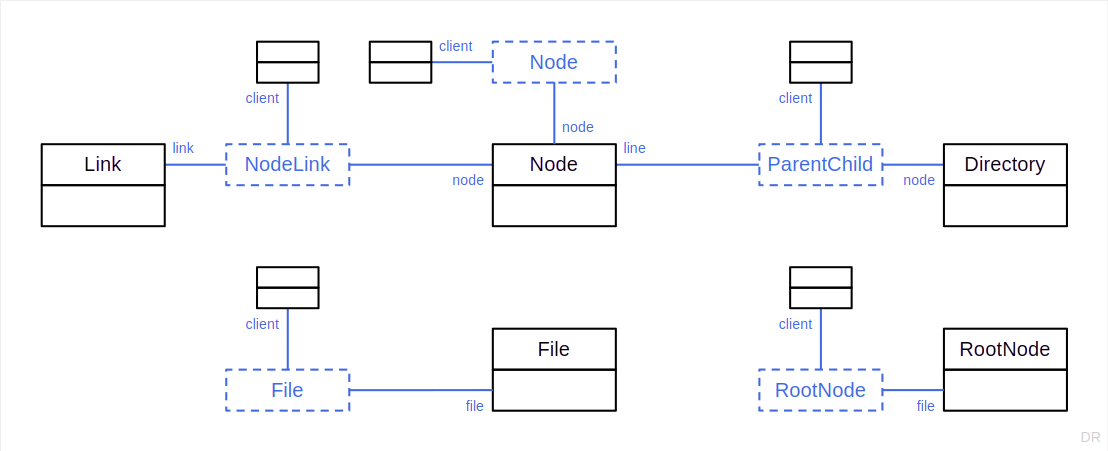 client
Node
client
client
node
Link
link
NodeLink
node
Node
line
ParentChild
node
Directory
client
client
File
file
File
RootNode
file
RootNode
DR